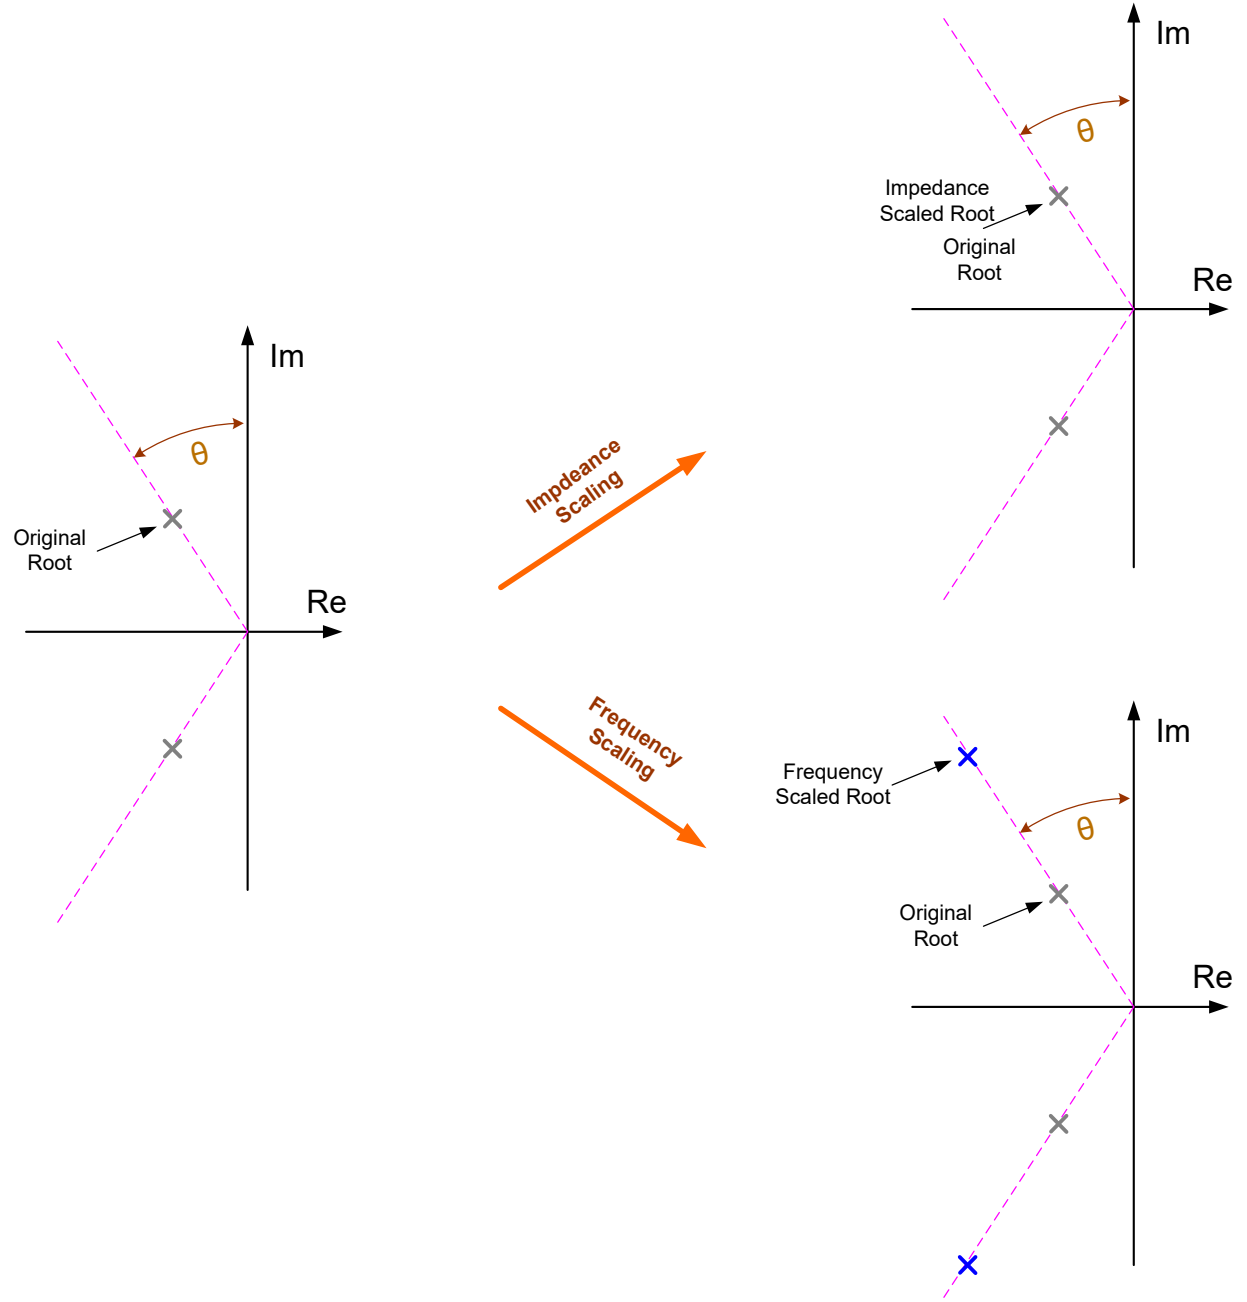 Im
θ
Original
Root
Re
Impdeance
Scaling
Frequency
Scaling
Im
θ
Impedance
Scaled Root
Original
Root
Re
Im
Frequency
Scaled Root
θ
Original
Root
Re